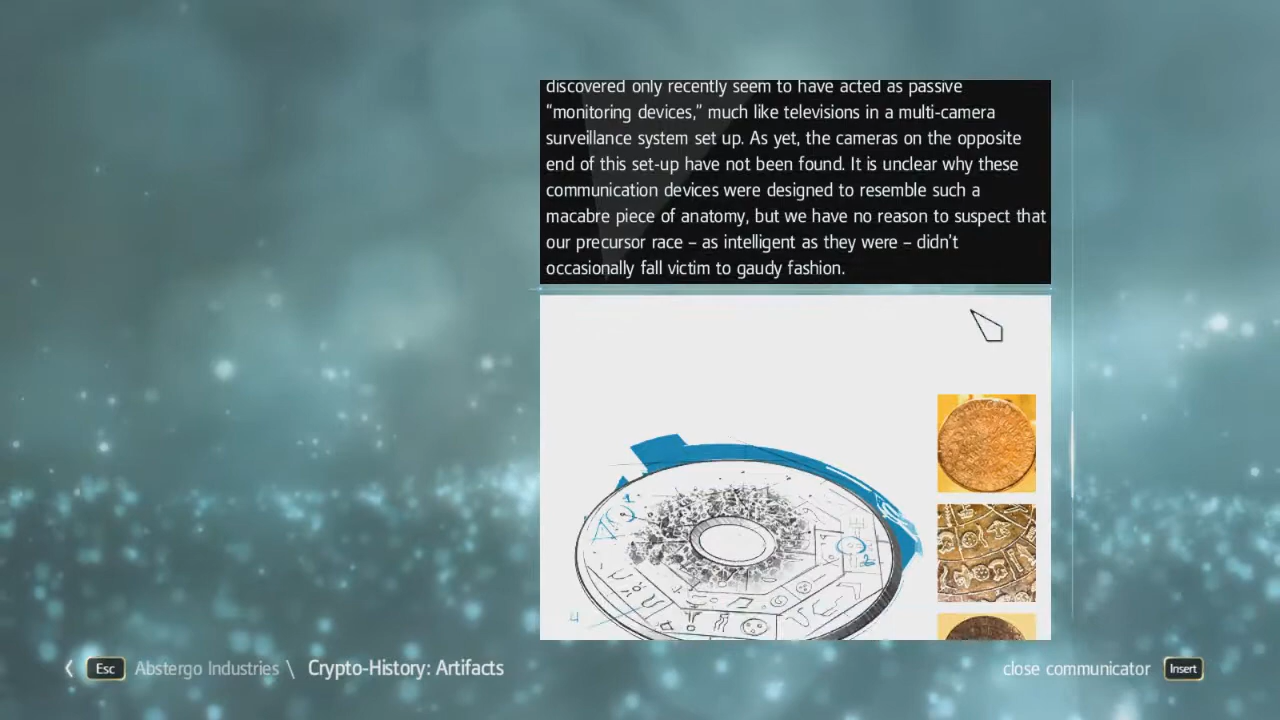 discovered only recently seem to have acted as passive
“monitoring devices,” much like televisions in a multi-camera
surveillance system set up. As yet, the cameras on the opposite
end of this set-up have not been found. It is unclear why these
communication devices were designed to resemble such a
macabre piece of anatomy, but we have no reason to suspect that
our precursor race – as intelligent as they were – didn’t
occasionally fall victim to gaudy fashion.
Esc Abstergo Industries \ Crypto-History: Artifacts
close communicator Insert